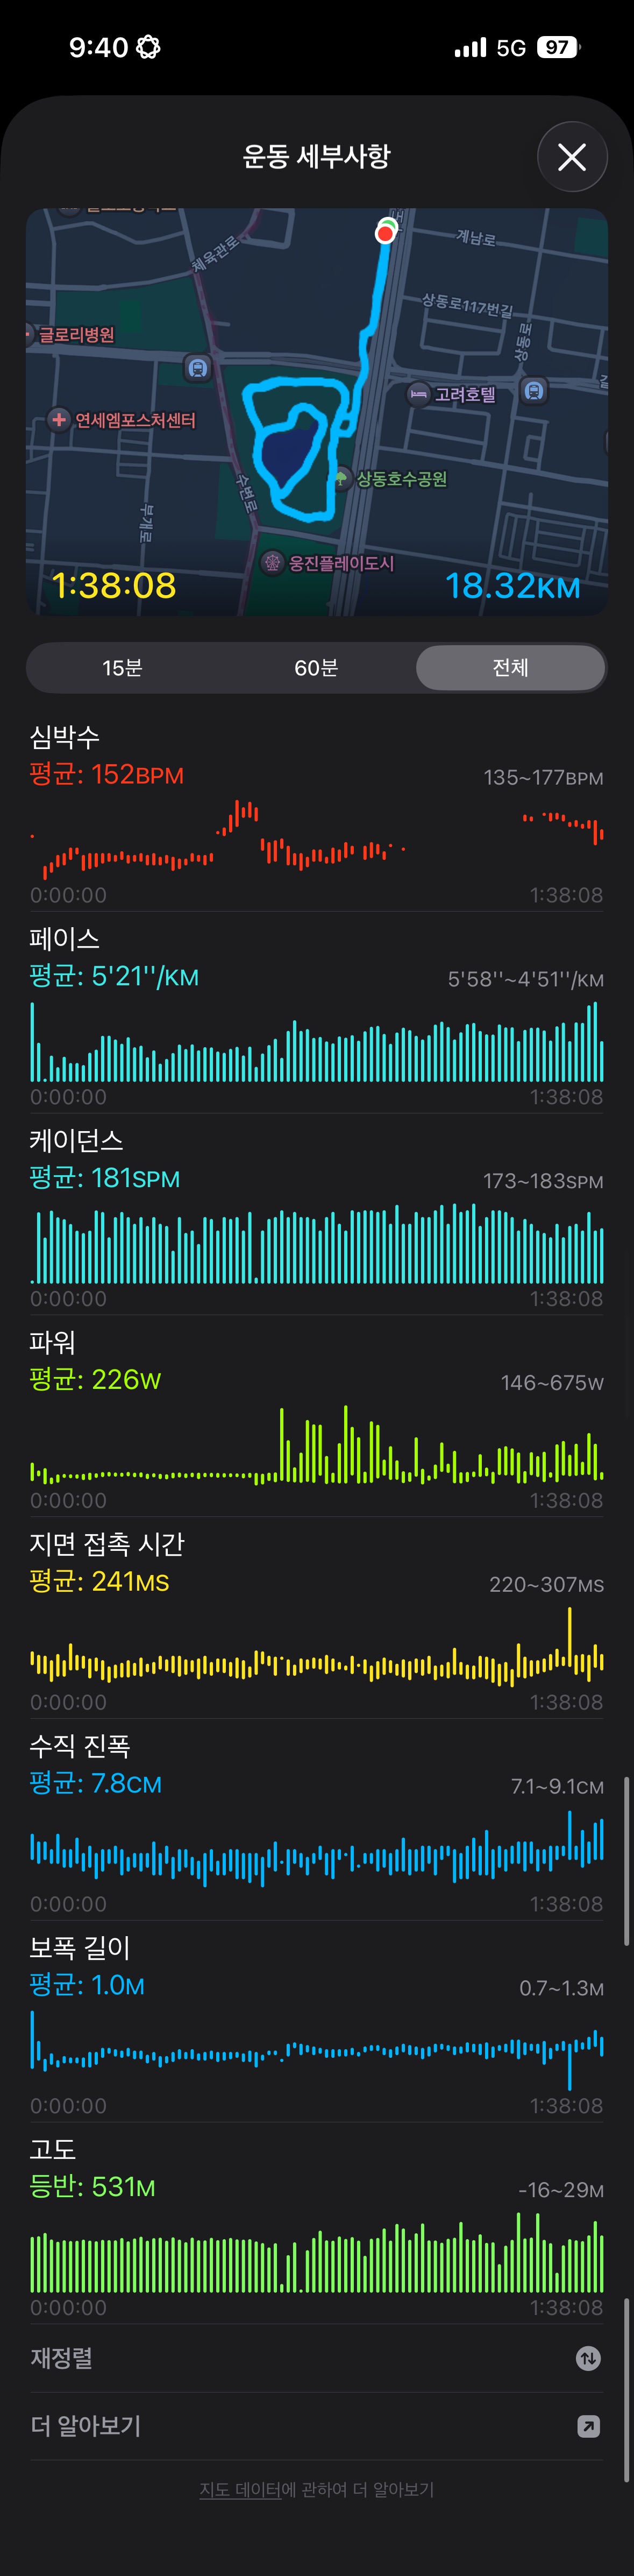 9:40
5G
97
운동 세부사항
체육관로
계남로
상동로117번길
상동로
글로리병원
고려호텔
연세엠포스처센터
수변로
상동호수공원
부개로
웅진플레이도시
1:38:08
18.32KM
15분
60분
전체
심박수
평균: 152BPM
135~177BPM
0:00:00
1:38:08
페이스
평균: 5'21''/KM
5'58''~4'51''/KM
0:00:00
1:38:08
케이던스
평균: 181SPM
173~183SPM
0:00:00
1:38:08
파워
평균: 226W
146~675W
0:00:00
1:38:08
지면 접촉 시간
평균: 241MS
220~307MS
0:00:00
1:38:08
수직 진폭
평균: 7.8CM
7.1~9.1CM
0:00:00
1:38:08
보폭 길이
평균: 1.0M
0.7~1.3M
0:00:00
1:38:08
고도
등반: 531M
-16~29M
0:00:00
1:38:08
재정렬
더 알아보기
지도 데이터에 관하여 더 알아보기